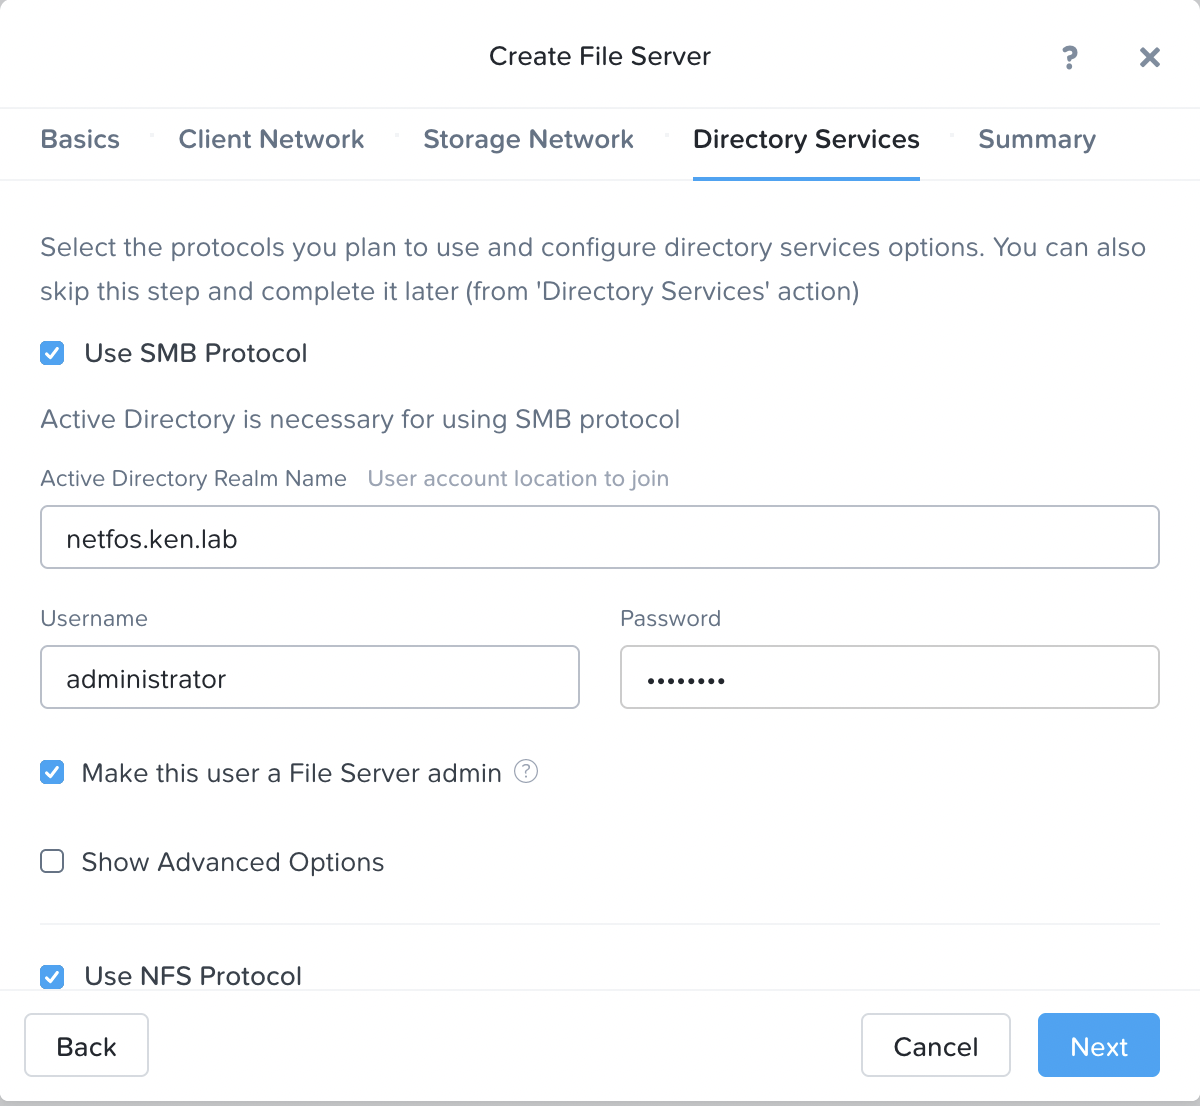 Create File Server
?
Basics Client Network Storage Network Directory Services Summary
Select the protocols you plan to use and configure directory services options. You can also
skip this step and complete it later (from 'Directory Services' action)
Use SMB Protocol
Active Directory is necessary for using SMB protocol
Active Directory Realm Name User account location to join
netfos.ken.lab
Username Password
administrator ••••••••
Make this user a File Server admin ?
Show Advanced Options
Use NFS Protocol
Back Cancel Next